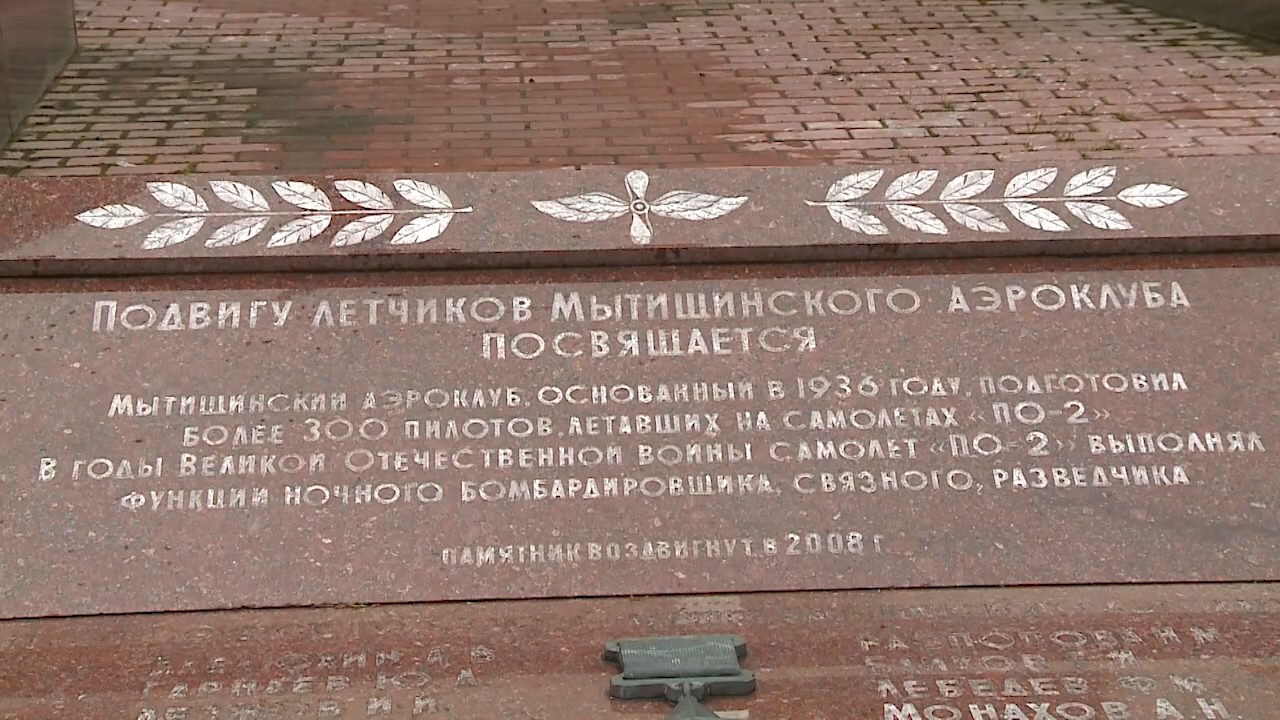 ПОДВИГУ ЛЕТЧИКОВ МЫТИЩИНСКОГО АЭРОКЛУБА
ПОСВЯЩАЕТСЯ
МЫТИЩИНСКИЙ АЭРОКЛУБ, ОСНОВАННЫЙ В 1936 ГОДУ, ПОДГОТОВИЛ
БОЛЕЕ 300 ПИЛОТОВ, ЛЕТАВШИХ НА САМОЛЕТАХ «ПО-2»
В ГОДЫ ВЕЛИКОЙ ОТЕЧЕСТВЕННОЙ ВОЙНЫ САМОЛЕТ «ПО-2» ВЫПОЛНЯЛ
ФУНКЦИИ НОЧНОГО БОМБАРДИРОВЩИКА, СВЯЗНОГО, РАЗВЕДЧИКА
ПАМЯТНИК ВОЗДВИГНУТ В 2008 Г.
ГАРНАЕВ Ю.А.
ЛЕБЕДЕВ Ф.М.
МОНАХОВ А.Н.